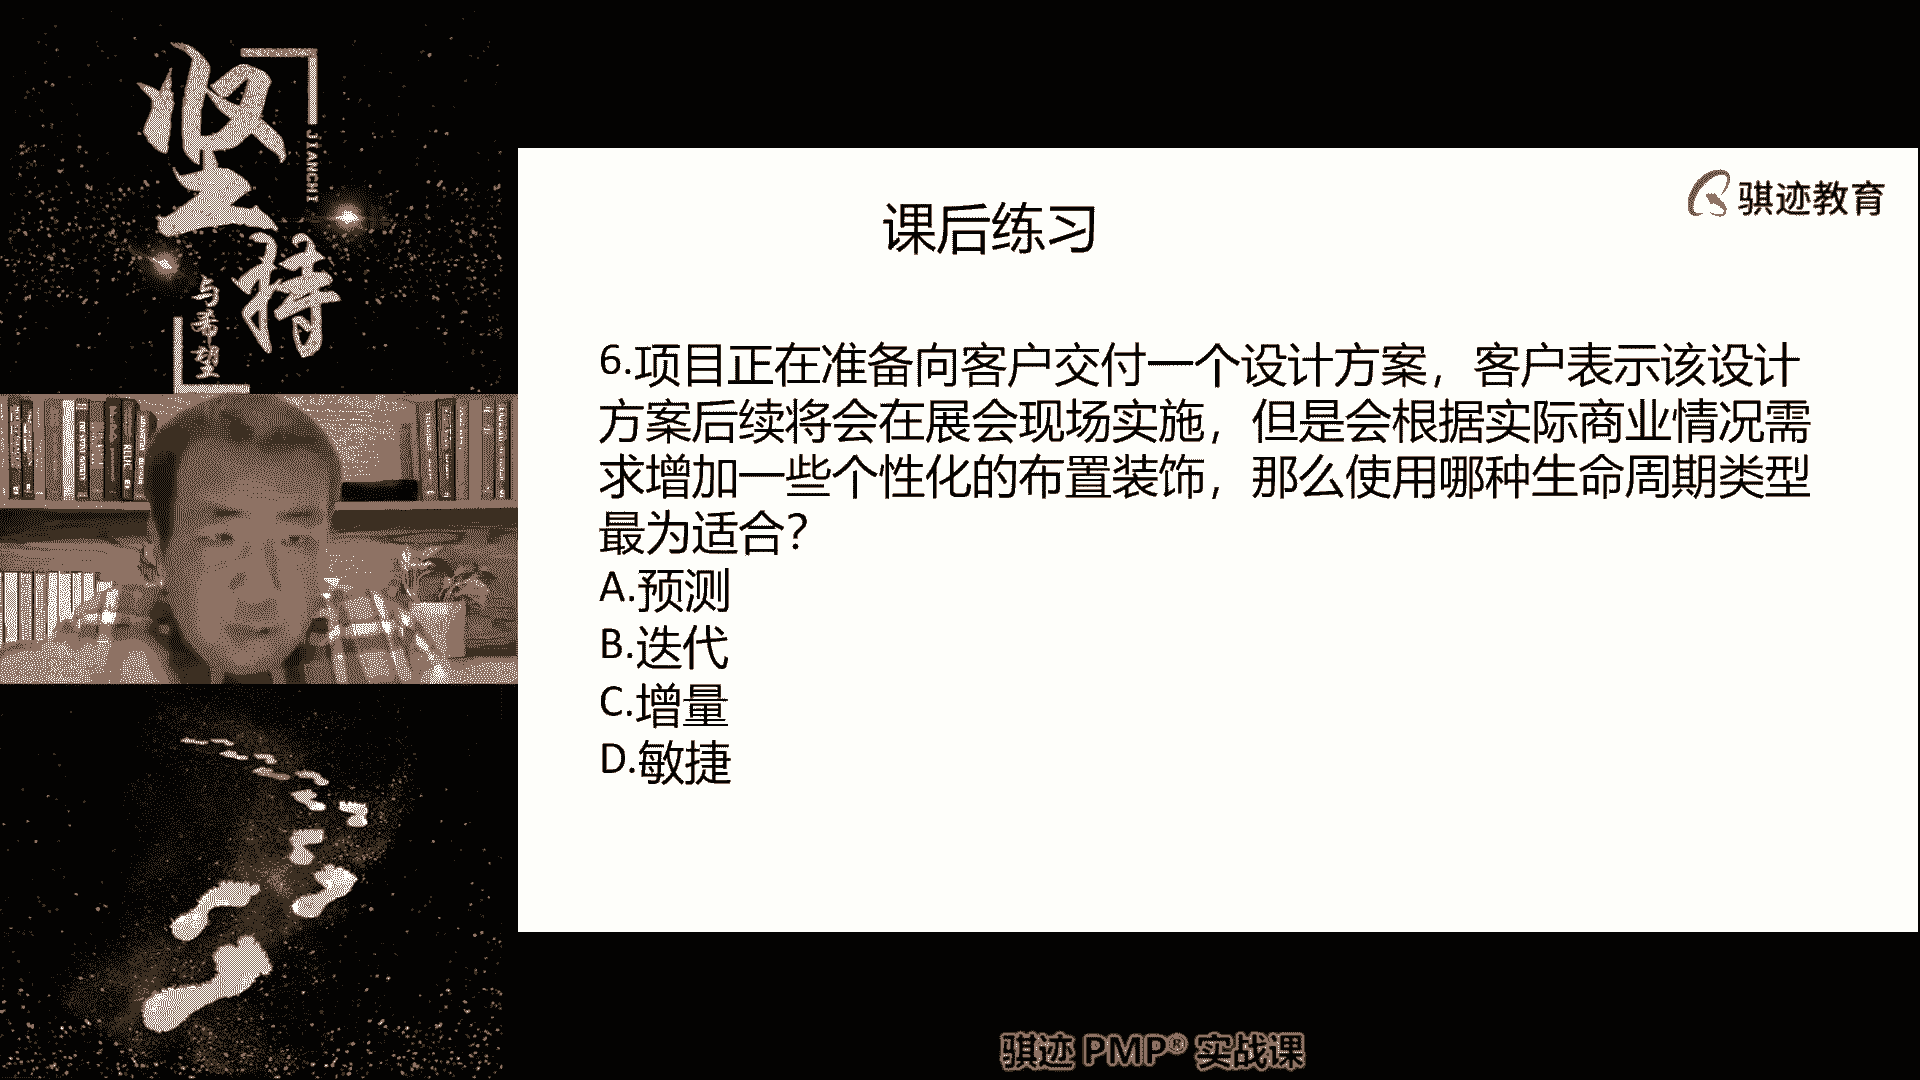 坚持
JIANCHI
与希望
骐迹教育
课后练习
6.项目正在准备向客户交付一个设计方案，客户表示该设计
方案后续将会在展会现场实施，但是会根据实际商业情况需
求增加一些个性化的布置装饰，那么使用哪种生命周期类型
最为适合？
A.预测
B.迭代
C.增量
D.敏捷
骐迹 PMP® 实战课